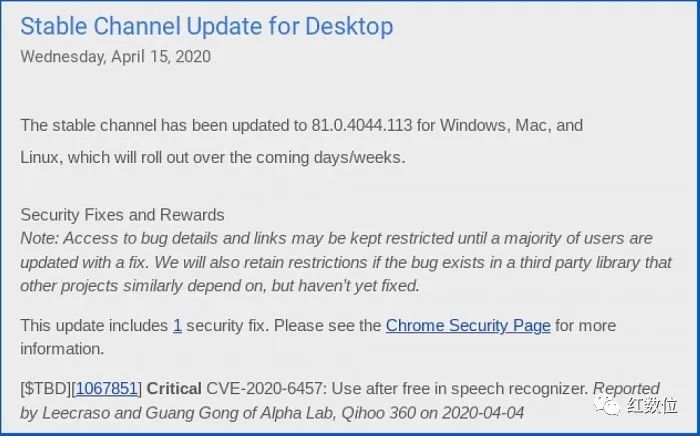 Stable Channel Update for Desktop
Wednesday, April 15, 2020
The stable channel has been updated to 81.0.4044.113 for Windows, Mac, and
Linux, which will roll out over the coming days/weeks.
Security Fixes and Rewards
Note: Access to bug details and links may be kept restricted until a majority of users are
updated with a fix. We will also retain restrictions if the bug exists in a third party library that
other projects similarly depend on, but haven't yet fixed.
This update includes 1 security fix. Please see the Chrome Security Page for more
information.
[$TBD][1067851] Critical CVE-2020-6457: Use after free in speech recognizer. Reported
by Leecraso and Guang Gong of Alpha Lab, Qihoo 360 on 2020-04-04
红数位